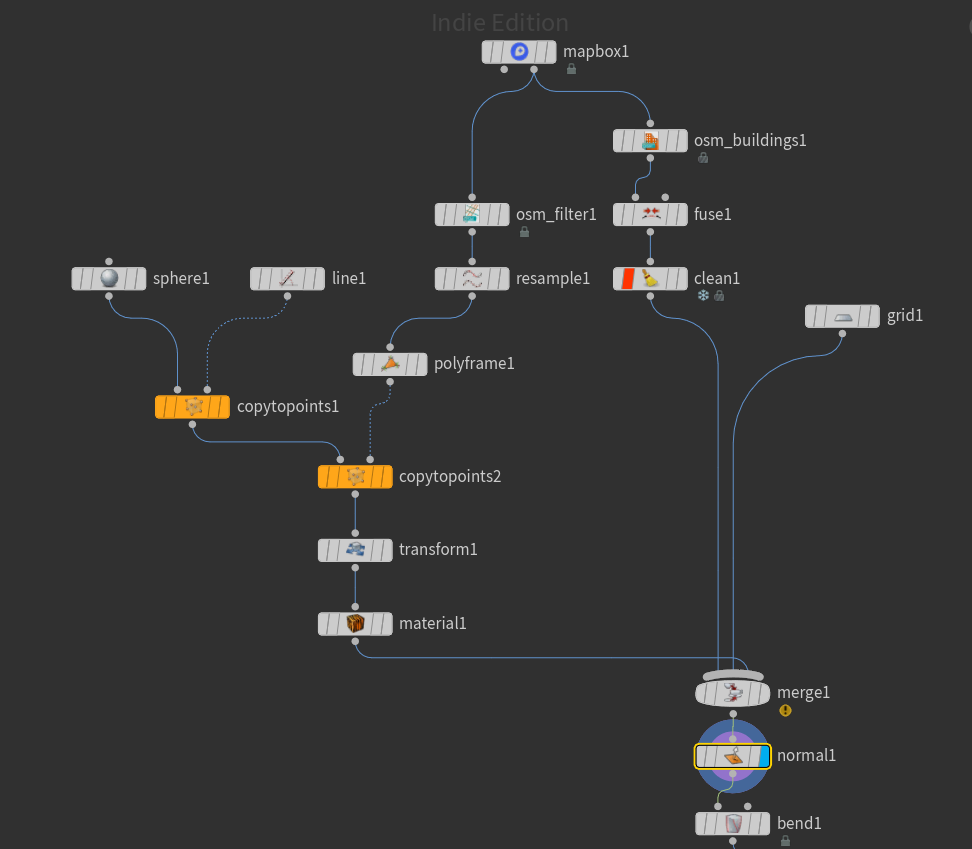 Indie Edition
mapbox1
osm_buildings1
osm_filter1
fuse1
sphere1
line1
resample1
clean1
grid1
polyframe1
copytopoints1
copytopoints2
transform1
material1
merge1
normal1
bend1